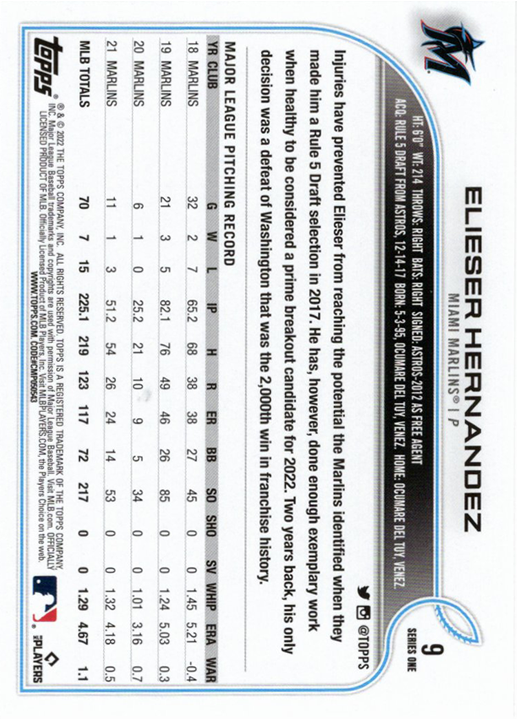 9
SERIES ONE
ELIESER HERNANDEZ
MIAMI MARLINS® | P
HT: 6'0" WT: 214 THROWS: RIGHT BATS: RIGHT SIGNED: ASTROS-2012 AS FREE AGENT
ACQ: RULE 5 DRAFT FROM ASTROS, 12-14-17 BORN: 5-3-95, OCUMARE DEL TUY, VENEZ. HOME: OCUMARE DEL TUY, VENEZ.
M
@TOPPS
Injuries have prevented Elieser from reaching the potential the Marlins identified when they
made him a Rule 5 Draft selection in 2017. He has, however, done enough exemplary work
when healthy to be considered a prime breakout candidate for 2022. Two years back, his only
decision was a defeat of Washington that was the 2,000th win in franchise history.
MAJOR LEAGUE PITCHING RECORD
YR CLUB G W L IP H R ER BB SO SHO SV WHIP ERA WAR
18 MARLINS 32 2 7 65.2 68 38 38 27 45 0 0 1.45 5.21 -0.4
19 MARLINS 21 3 5 82.1 76 49 46 26 85 0 0 1.24 5.03 0.3
20 MARLINS 6 1 0 25.2 21 10 9 5 34 0 0 1.01 3.16 0.7
21 MARLINS 11 1 3 51.2 54 26 24 14 53 0 0 1.32 4.18 0.5
MLB TOTALS 70 7 15 225.1 219 123 117 72 217 0 0 1.29 4.67 1.1
topps®
® & © 2022 THE TOPPS COMPANY, INC. ALL RIGHTS RESERVED. TOPPS IS A REGISTERED TRADEMARK OF THE TOPPS COMPANY,
INC. Major League Baseball trademarks and copyrights are used with permission of Major League Baseball. Visit MLB.com. OFFICIALLY
LICENSED PRODUCT OF MLB Players, Inc. Visit MLBPLAYERS.COM, the Players Choice on the web.
WWW.TOPPS.COM. CODE#CMP050543
MLB PLAYERS